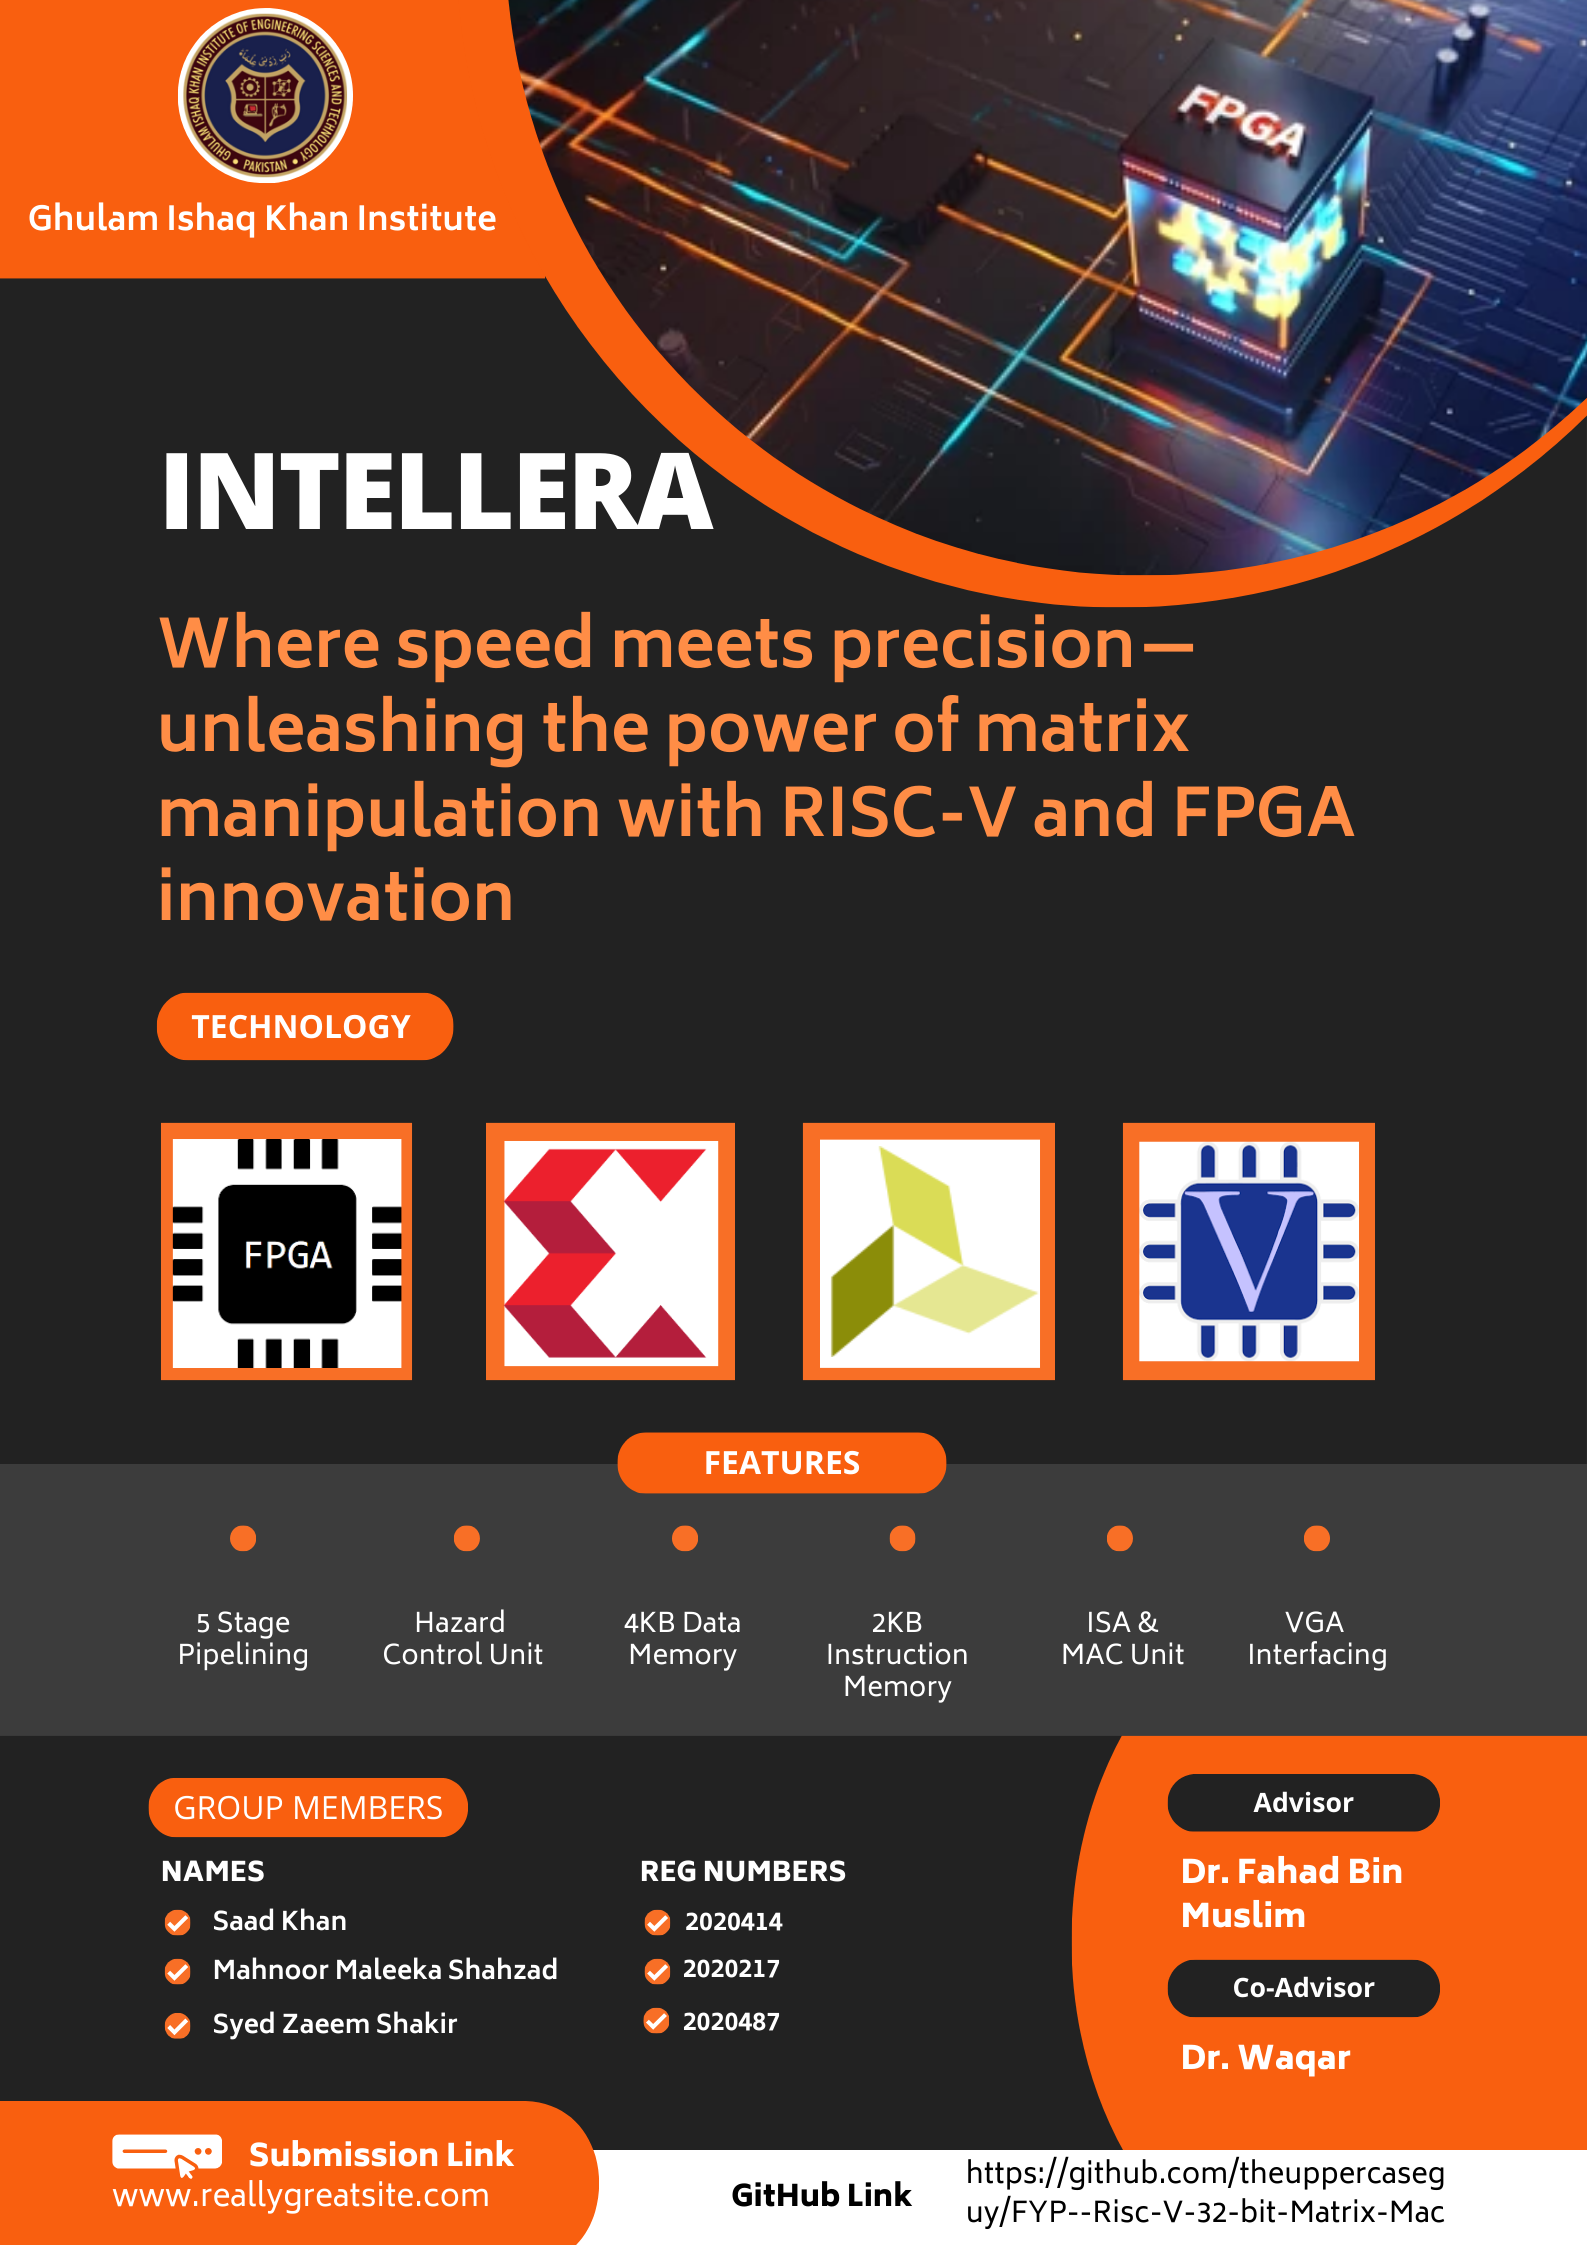 GHULAM ISHAQ KHAN INSTITUTE OF ENGINEERING SCIENCES AND TECHNOLOGY
• PAKISTAN •
Ghulam Ishaq Khan Institute
FPGA
INTELLERA
Where speed meets precision—
unleashing the power of matrix
manipulation with RISC-V and FPGA
innovation
TECHNOLOGY
FPGA
V
FEATURES
5 Stage
Pipelining
Hazard
Control Unit
4KB Data
Memory
2KB
Instruction
Memory
ISA &
MAC Unit
VGA
Interfacing
GROUP MEMBERS
NAMES
REG NUMBERS
Saad Khan
2020414
Mahnoor Maleeka Shahzad
2020217
Syed Zaeem Shakir
2020487
Advisor
Dr. Fahad Bin
Muslim
Co-Advisor
Dr. Waqar
Submission Link
www.reallygreatsite.com
GitHub Link
https://github.com/theuppercaseg
uy/FYP--Risc-V-32-bit-Matrix-Mac